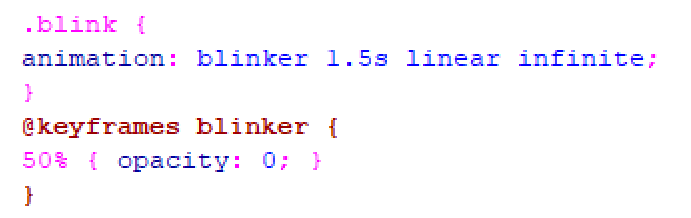 .blink {
animation: blinker 1.5s linear infinite;
}
@keyframes blinker {
50% { opacity: 0; }
}